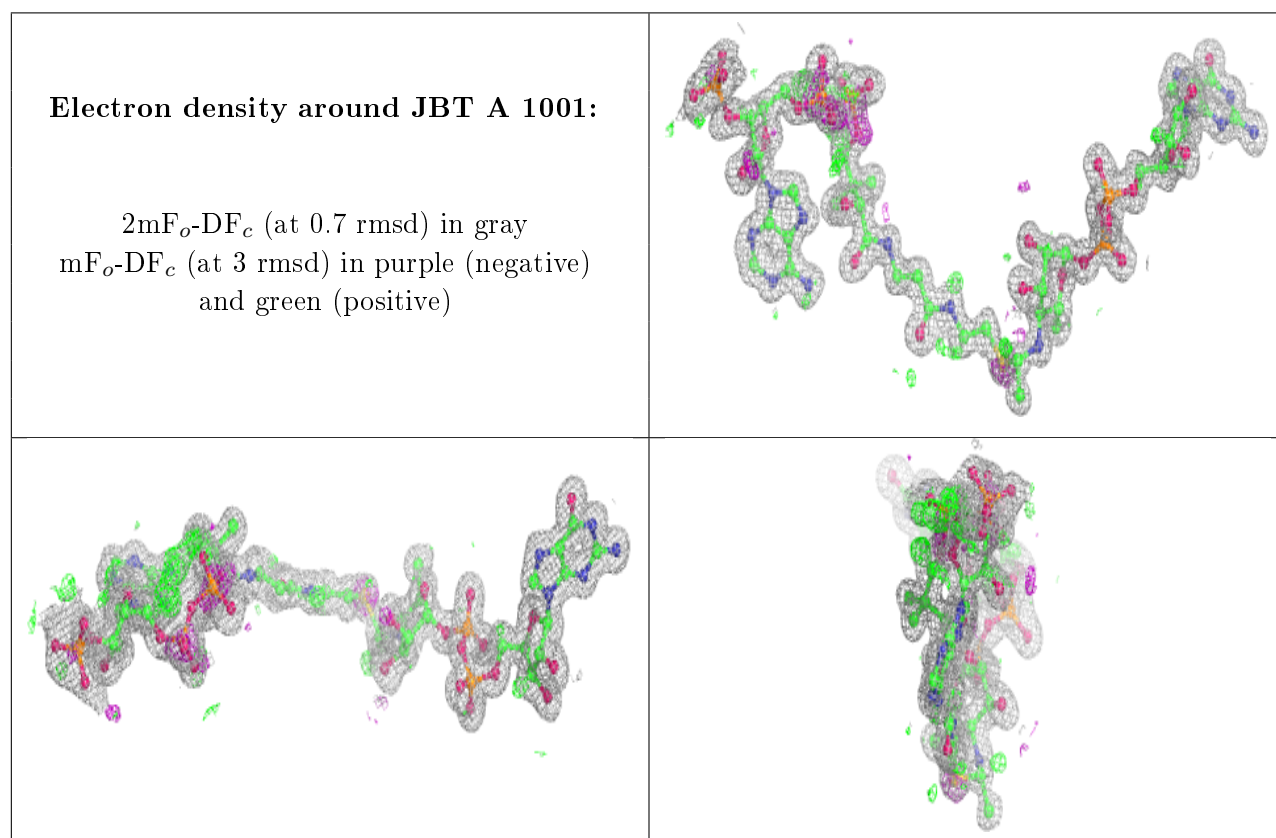 Electron density around JBT A 1001:
2mFo-DFc (at 0.7 rmsd) in gray
mFo-DFc (at 3 rmsd) in purple (negative)
and green (positive)